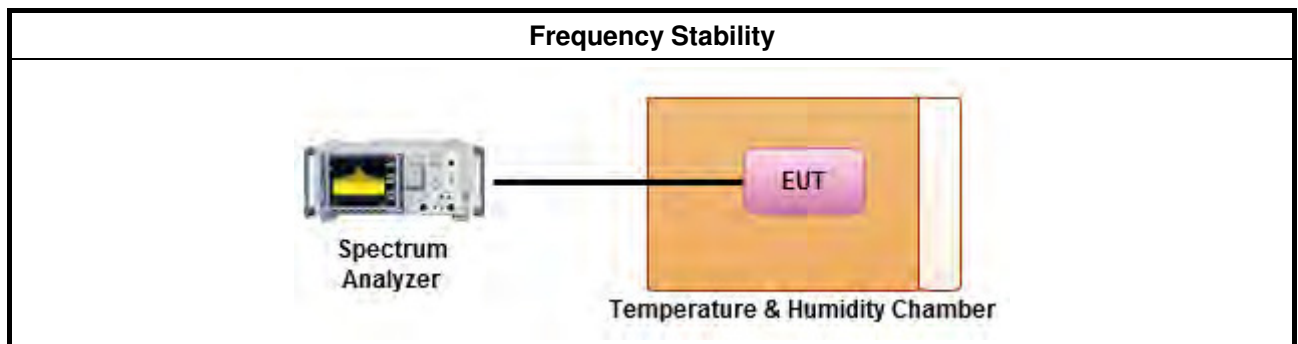 Frequency Stability
EUT
Spectrum
Analyzer
Temperature & Humidity Chamber